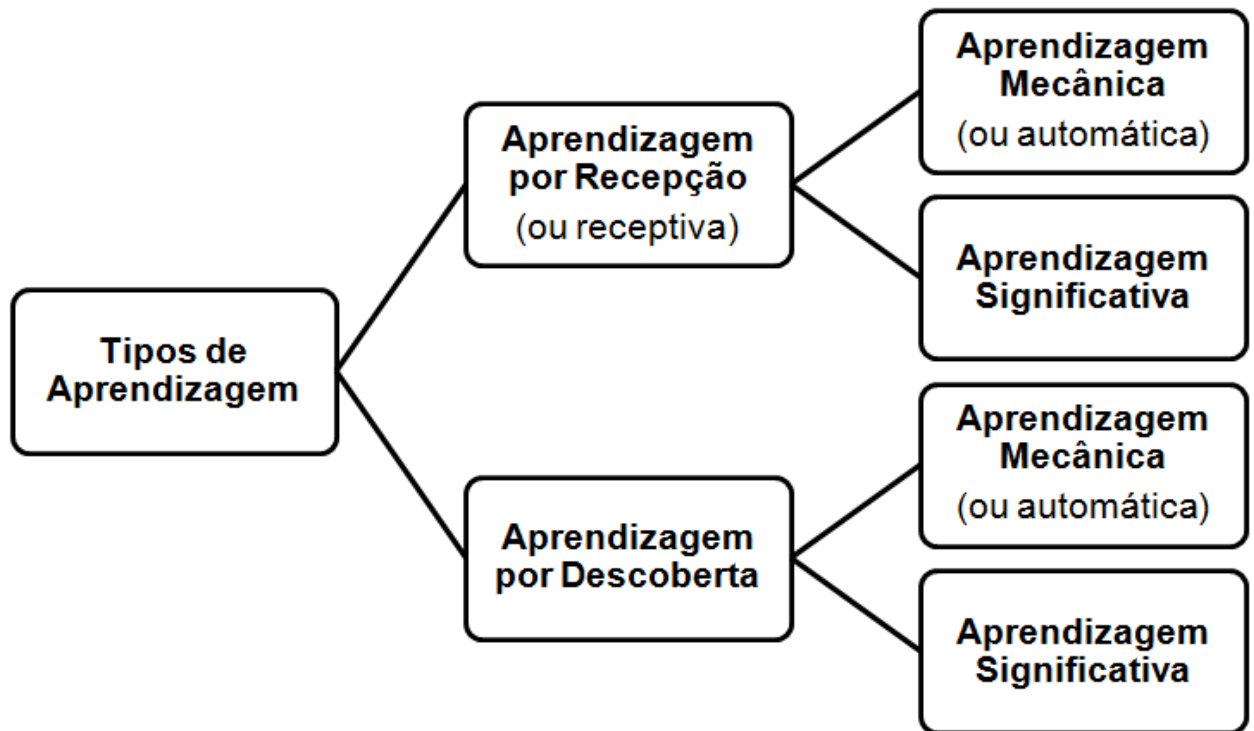 Tipos de
Aprendizagem
Aprendizagem
por Recepção
(ou receptiva)
Aprendizagem
Mecânica
(ou automática)
Aprendizagem
Significativa
Aprendizagem
por Descoberta
Aprendizagem
Mecânica
(ou automática)
Aprendizagem
Significativa